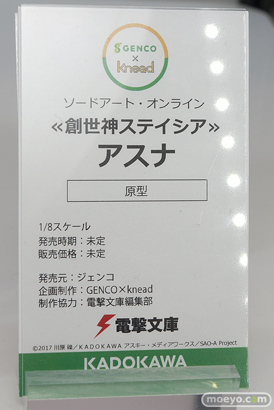 GENCO
×
knead
ソードアート・オンライン
≪創世神ステイシア≫
アスナ
原型
1/8スケール
発売時期：未定
販売価格：未定
発売元：ジェンコ
企画制作：GENCO×knead
制作協力：電撃文庫編集部
電撃文庫
©2017 川原 礫／KADOKAWA アスキー・メディアワークス／SAO-A Project
KADOKAWA
moeyo.com